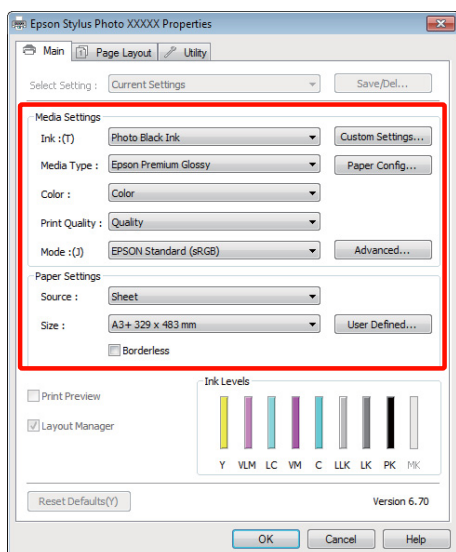 Epson Stylus Photo XXXXX Properties
Main Page Layout Utility
Select Setting : Current Settings Save/Del...
Media Settings
Ink :(T) Photo Black Ink Custom Settings...
Media Type : Epson Premium Glossy Paper Config...
Color : Color
Print Quality : Quality
Mode :(J) EPSON Standard (sRGB) Advanced...
Paper Settings
Source : Sheet
Size : A3+ 329 x 483 mm User Defined...
Borderless
Print Preview
Layout Manager
Ink Levels
Y VLM LC VM C LLK LK PK MK
Reset Defaults(Y) Version 6.70
OK Cancel Help